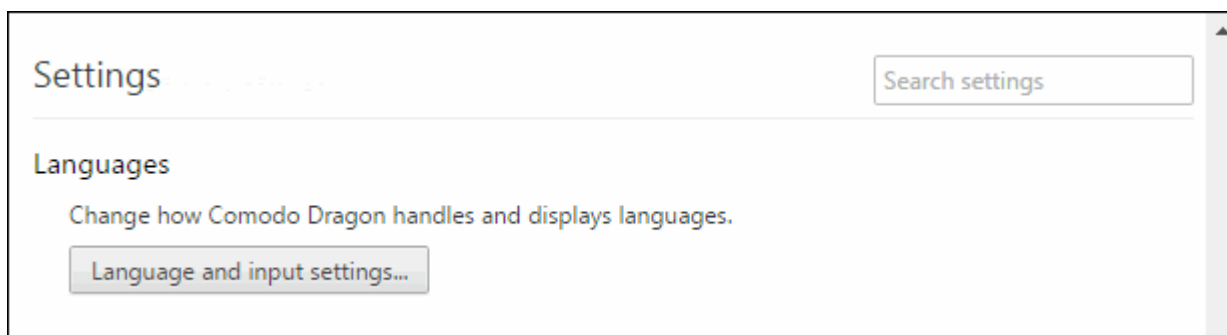 Settings
Search settings
Languages
Change how Comodo Dragon handles and displays languages.
Language and input settings...